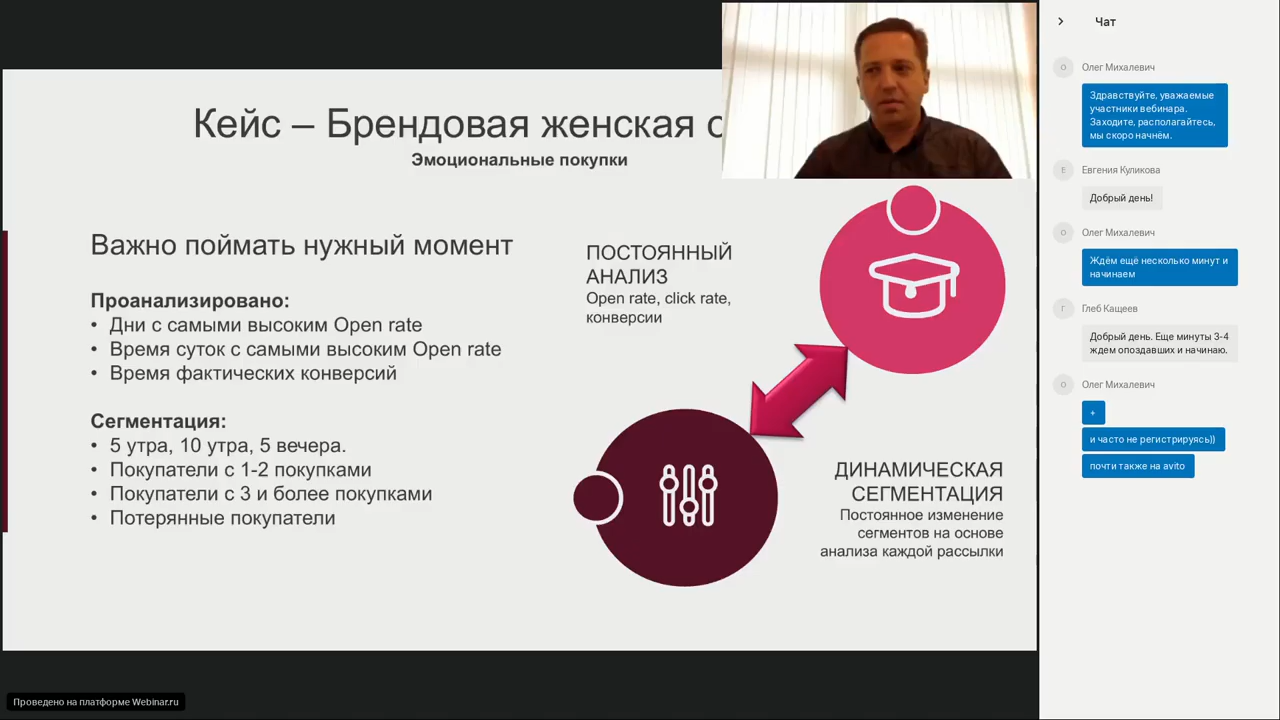 Кейс – Брендовая женская
Эмоциональные покупки
Важно поймать нужный момент
Проанализировано:
• Дни с самыми высоким Open rate
• Время суток с самыми высоким Open rate
• Время фактических конверсий
Сегментация:
• 5 утра, 10 утра, 5 вечера.
• Покупатели с 1-2 покупками
• Покупатели с 3 и более покупками
• Потерянные покупатели
ПОСТОЯННЫЙ
АНАЛИЗ
Open rate, click rate,
конверсии
ДИНАМИЧЕСКАЯ
СЕГМЕНТАЦИЯ
Постоянное изменение
сегментов на основе
анализа каждой рассылки
Проведено на платформе Webinar.ru
Чат
О Олег Михалевич
Здравствуйте, уважаемые
участники вебинара.
Заходите, располагайтесь,
мы скоро начнём.
Е Евгения Куликова
Добрый день!
О Олег Михалевич
Ждём ещё несколько минут и
начинаем
Г Глеб Кащеев
Добрый день. Еще минуты 3-4
ждем опоздавших и начинаю.
О Олег Михалевич
+
и часто не регистрируясь))
почти также на avito